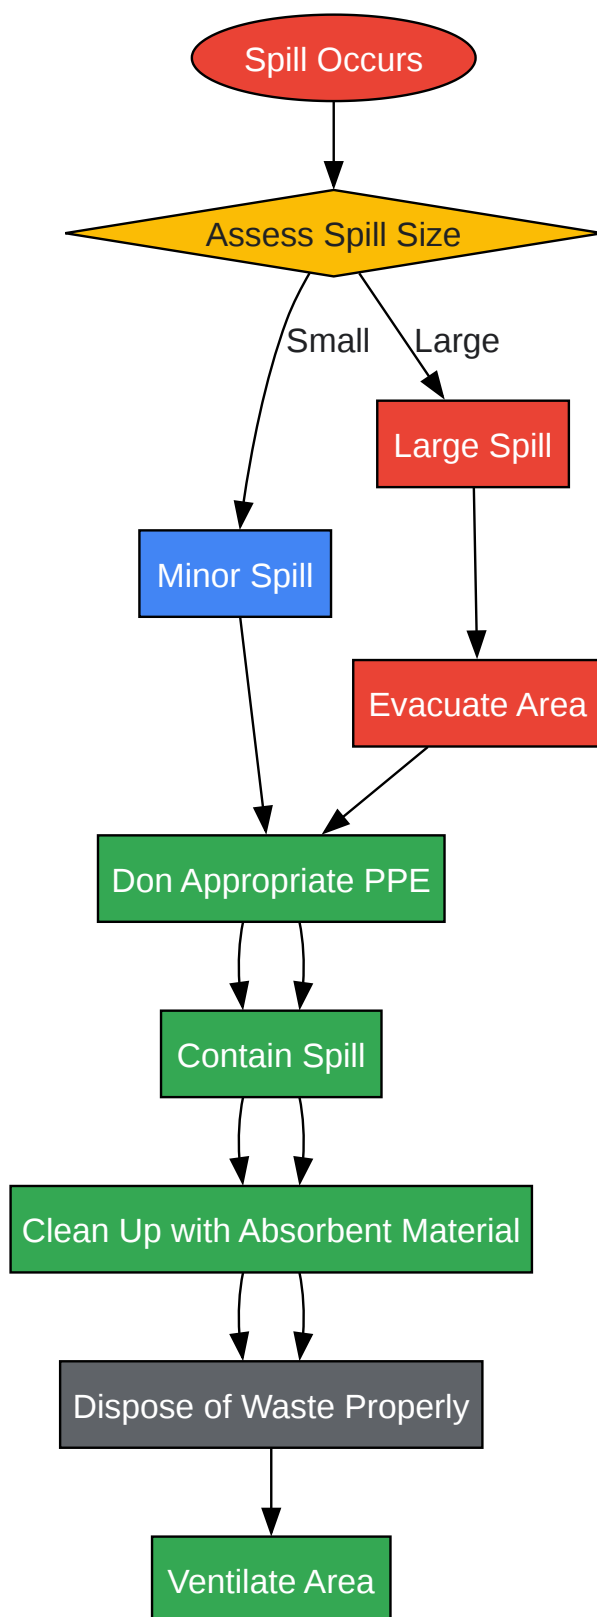 Spill Occurs
Assess Spill Size
Small
Large
Large Spill
Minor Spill
Evacuate Area
Don Appropriate PPE
Contain Spill
Clean Up with Absorbent Material
Dispose of Waste Properly
Ventilate Area